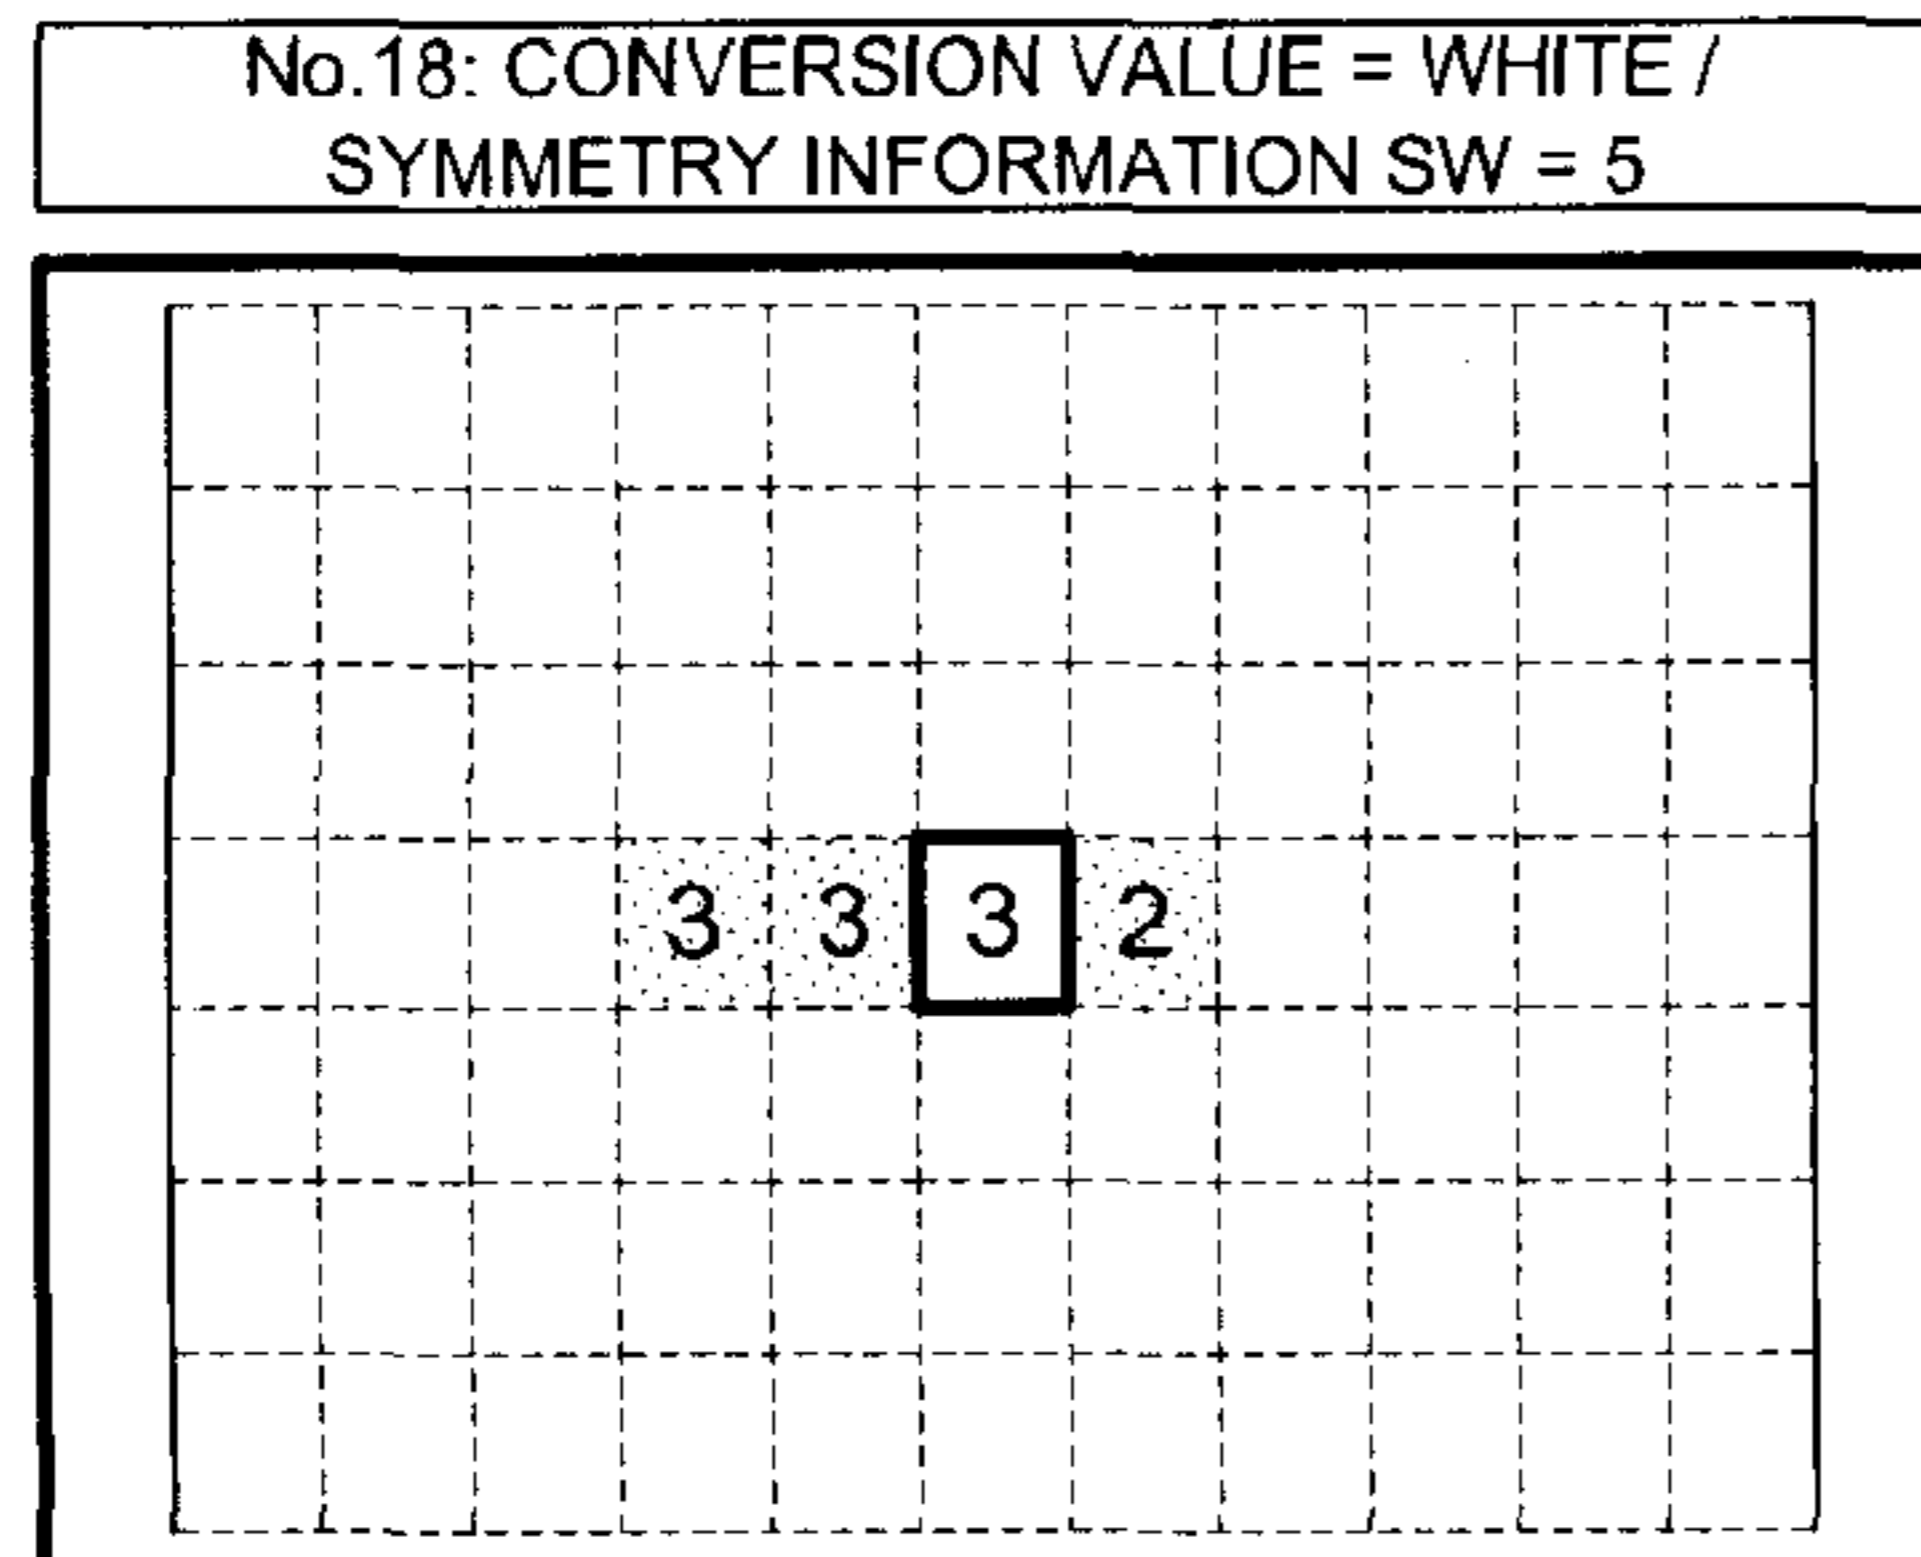 No.18: CONVERSION VALUE = WHITE /
SYMMETRY INFORMATION SW = 5
3 3 3 2